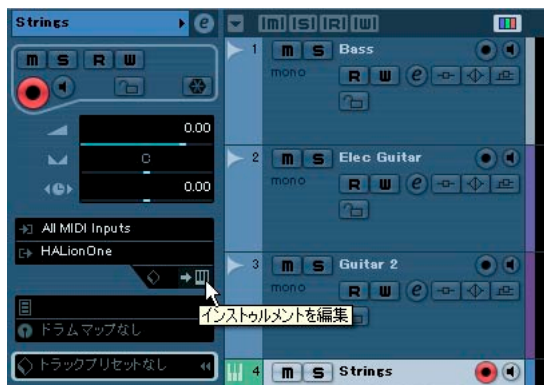 Strings e m S R W
m S R W
0.00
C
0.00
All MIDI Inputs
HALionOne
ドラムマップなし
トラックプリセットなし
1 m S Bass
mono R W e
2 m S Elec Guitar
mono R W e
3 m S Guitar 2
mono R W e
インストゥルメントを編集
4 m S Strings